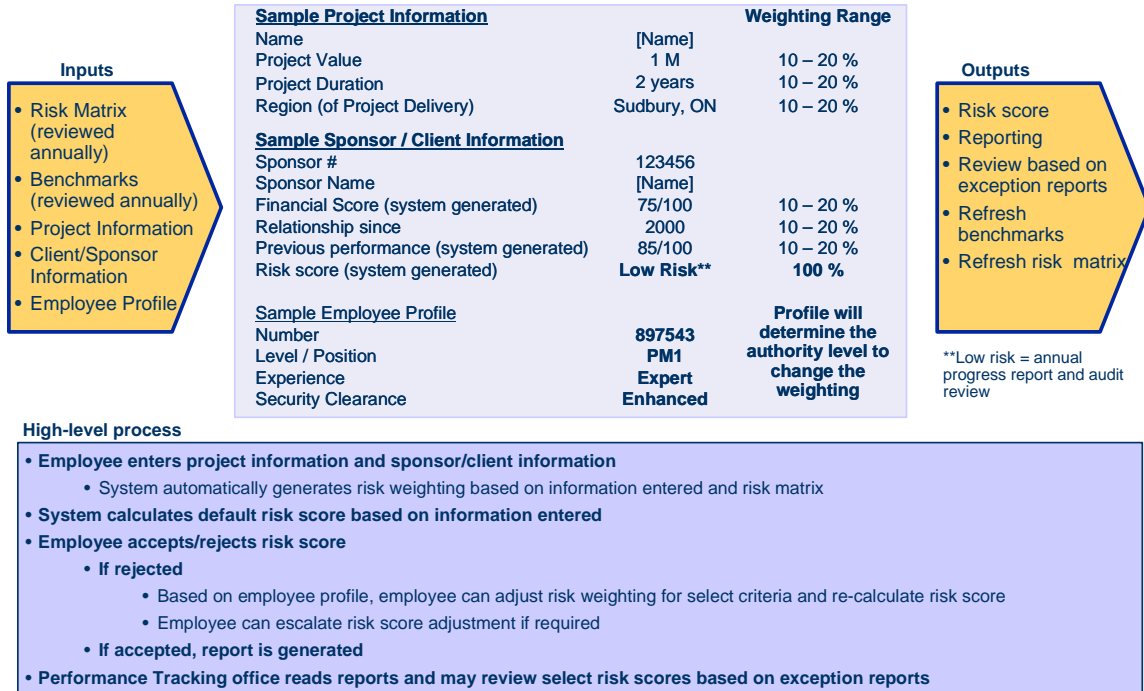 Inputs
• Risk Matrix
(reviewed
annually)
• Benchmarks
(reviewed annually)
• Project Information
• Client/Sponsor
Information
• Employee Profile
Sample Project Information Weighting Range
Name [Name]
Project Value 1 M 10 – 20 %
Project Duration 2 years 10 – 20 %
Region (of Project Delivery) Sudbury, ON 10 – 20 %
Sample Sponsor / Client Information
Sponsor # 123456
Sponsor Name [Name]
Financial Score (system generated) 75/100 10 – 20 %
Relationship since 2000 10 – 20 %
Previous performance (system generated) 85/100 10 – 20 %
Risk score (system generated) Low Risk** 100 %
Sample Employee Profile
Number 897543
Level / Position PM1
Experience Expert
Security Clearance Enhanced
Profile will
determine the
authority level to
change the
weighting
Outputs
• Risk score
• Reporting
• Review based on
exception reports
• Refresh
benchmarks
• Refresh risk matrix
**Low risk = annual
progress report and audit
review
High-level process
• Employee enters project information and sponsor/client information
• System automatically generates risk weighting based on information entered and risk matrix
• System calculates default risk score based on information entered
• Employee accepts/rejects risk score
• If rejected
• Based on employee profile, employee can adjust risk weighting for select criteria and re-calculate risk score
• Employee can escalate risk score adjustment if required
• If accepted, report is generated
• Performance Tracking office reads reports and may review select risk scores based on exception reports